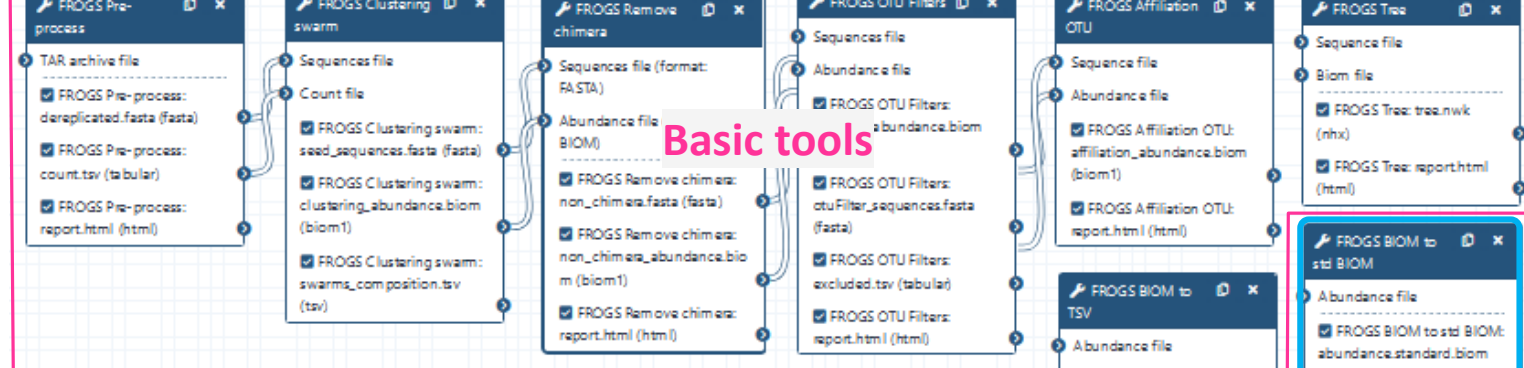 FROGS Pre-
process
TAR archive file
FROGS Pre-process:
dereplicated.fasta (fasta)
FROGS Pre-process:
count.tsv (tabular)
FROGS Pre-process:
report.html (html)
FROGS Clustering
swarm
Sequences file
Count file
FROGS Clustering swarm:
seed_sequences.fasta (fasta)
FROGS Clustering swarm:
clustering_abundance.biom
(biom1)
FROGS Clustering swarm:
swarms_composition.tsv
(tsv)
FROGS Remove
chimera
Sequences file (format:
FASTA)
Abundance file
BIOM)
FROGS Remove chimera:
non_chimera.fasta (fasta)
FROGS Remove chimera:
non_chimera_abundance.bio
m (biom1)
FROGS Remove chimera:
report.html (html)
Basic tools
FROGS OTU Filters
Sequences file
Abundance file
FROGS OTU Filters:
abundance.biom
FROGS OTU Filters:
otuFilter_sequences.fasta
(fasta)
FROGS OTU Filters:
excluded.tsv (tabular)
FROGS OTU Filters:
report.html (html)
FROGS Affiliation
OTU
Sequence file
Abundance file
FROGS Affiliation OTU:
affiliation_abundance.biom
(biom1)
FROGS Affiliation OTU:
report.html (html)
FROGS BIOM to
TSV
Abundance file
FROGS Tree
Sequence file
Biom file
FROGS Tree: tree.nwk
(nhx)
FROGS Tree: report.html
(html)
FROGS BIOM to
std BIOM
Abundance file
FROGS BIOM to std BIOM:
abundance.standard.biom